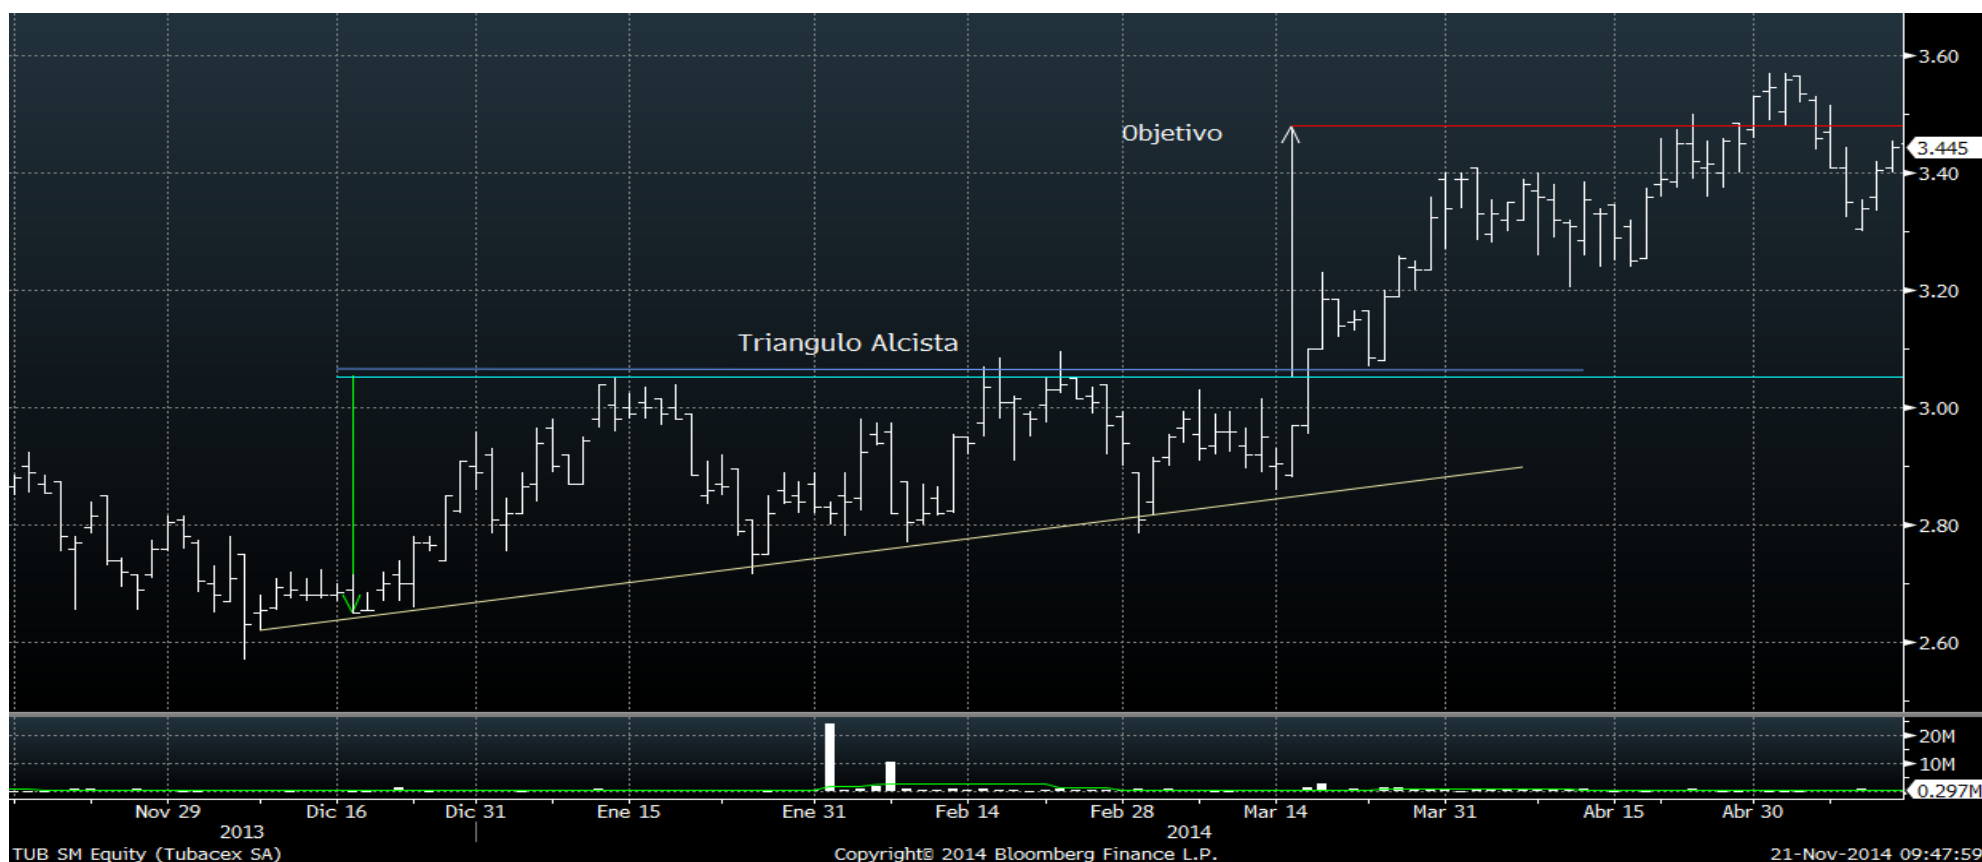 3.60
Objetivo
3.445
3.40
3.20
Triangulo Alcista
3.00
2.80
2.60
20M
10M
0.297M
Nov 29 Dic 16 Dic 31 Ene 15 Ene 31 Feb 14 Feb 28 Mar 14 Mar 31 Abr 15 Abr 30
2013 2014
TUB SM Equity (Tubacex SA) Copyright© 2014 Bloomberg Finance L.P. 21-Nov-2014 09:47:59